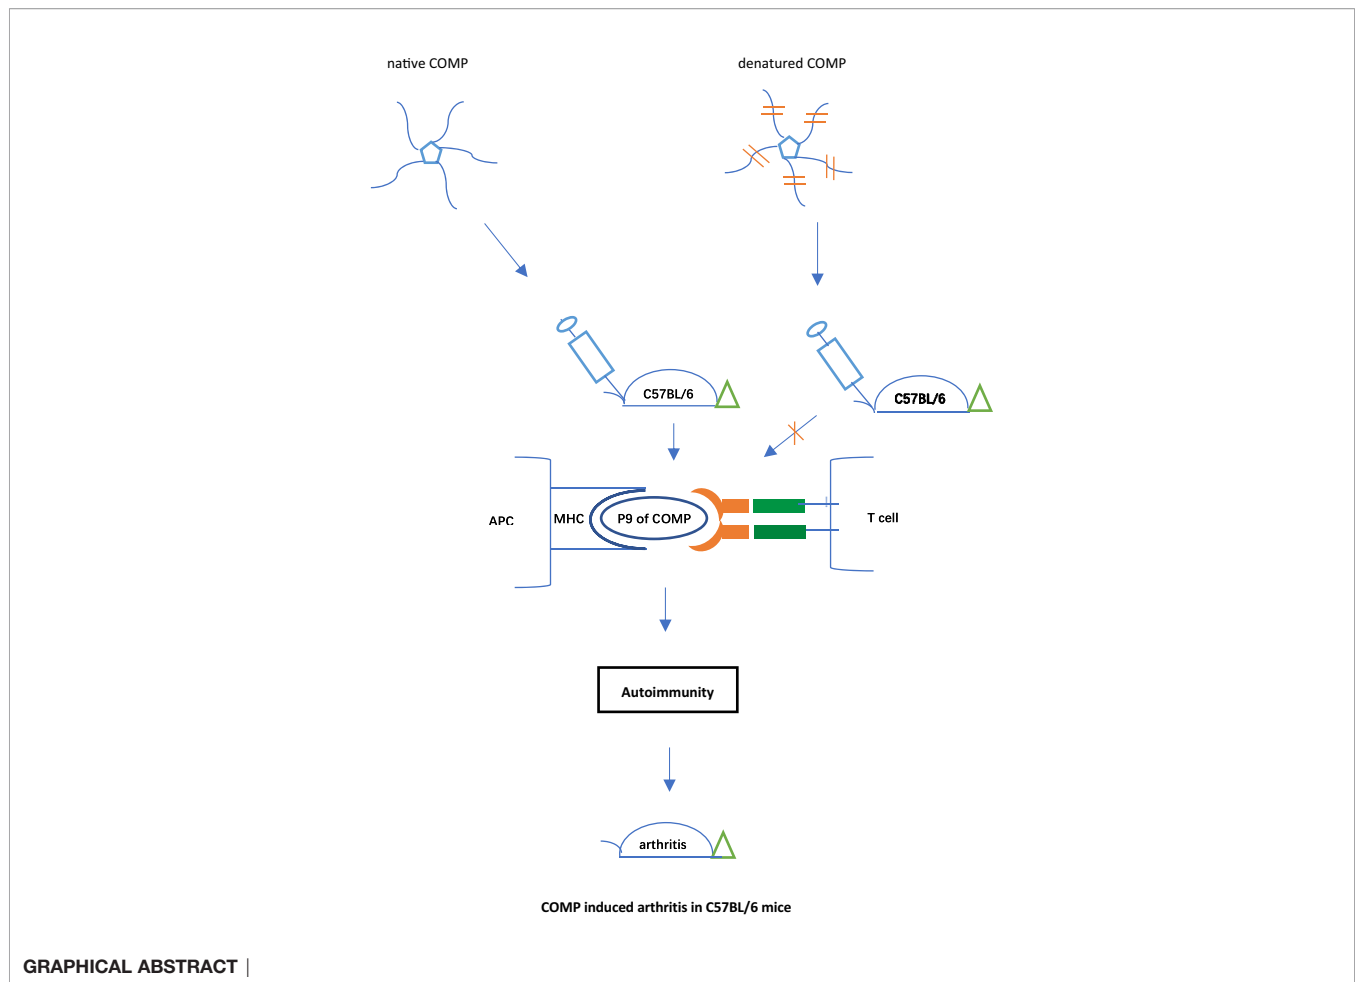 native COMP
denatured COMP
C57BL/6
C57BL/6
APC
MHC
P9 of COMP
T cell
Autoimmunity
arthritis
COMP induced arthritis in C57BL/6 mice
GRAPHICAL ABSTRACT |